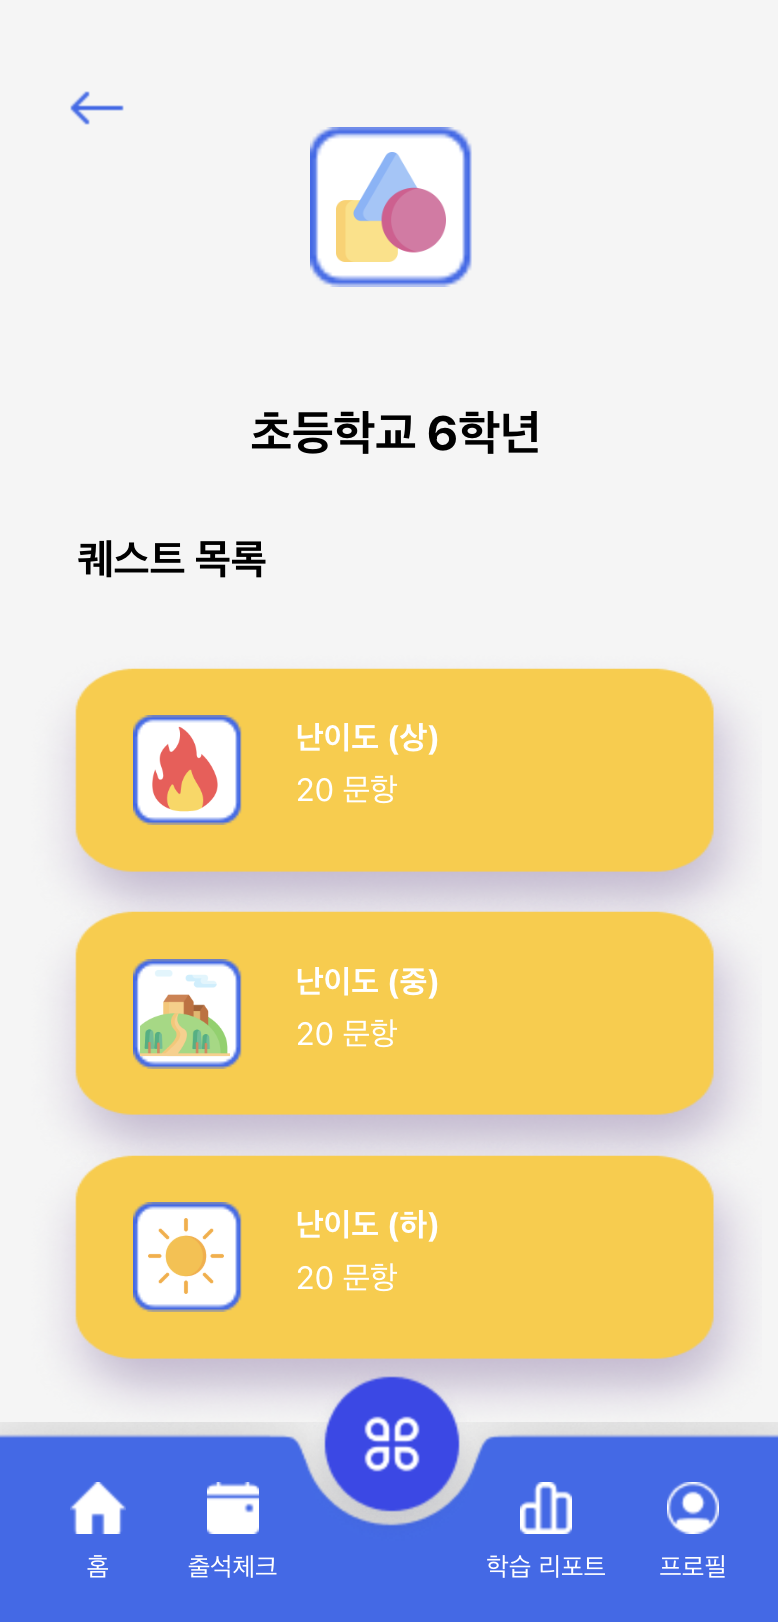 초등학교 6학년
퀘스트 목록
난이도 (상)
20 문항
난이도 (중)
20 문항
난이도 (하)
20 문항
홈
출석체크
학습 리포트
프로필